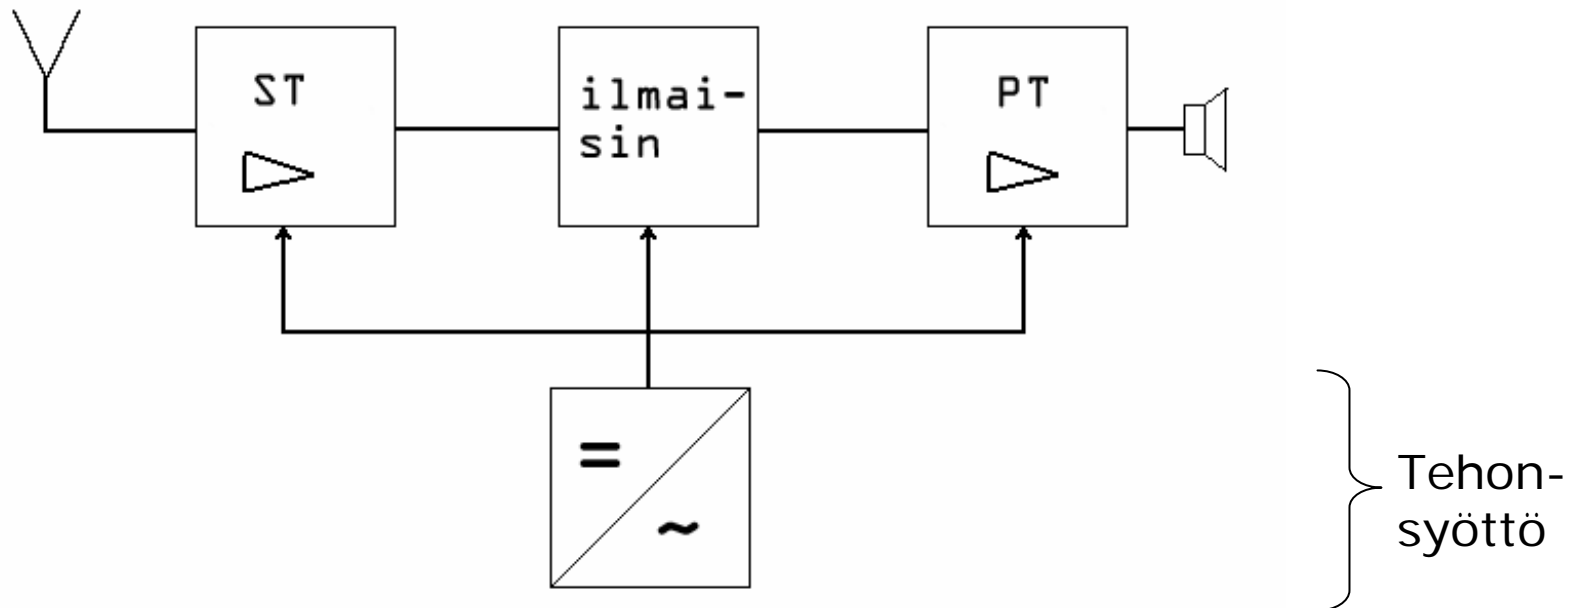 ST
ilmai-
sin
PT
=
~
Tehon-
syöttö